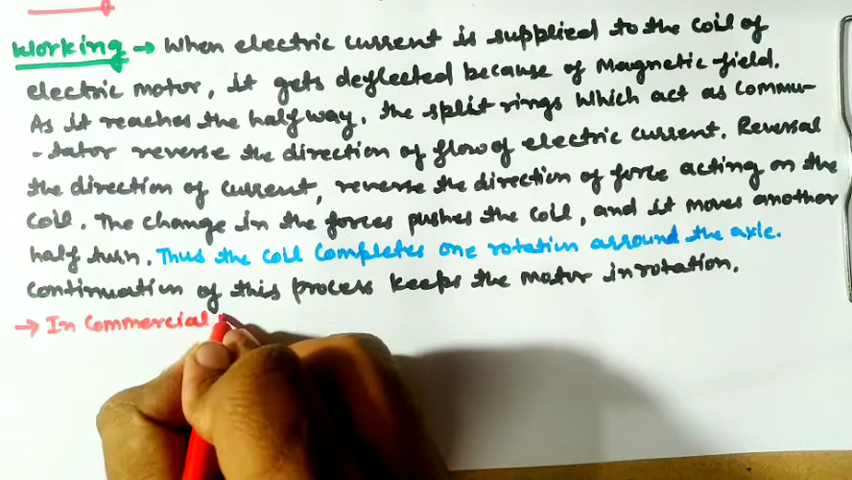 Working → When electric current is supplied to the coil of
electric motor, it gets deflected because of Magnetic field.
As it reaches the half way, the split rings which act as commu-
-tator reverse the direction of flow of electric current. Reversal
the direction of current, reverse the direction of force acting on the
coil. The change in the forces pushes the coil, and it moves another
half turn. Thus the coil completes one rotation arround the axle.
continuation of this process keeps the motor in rotation.
→ In Commercial